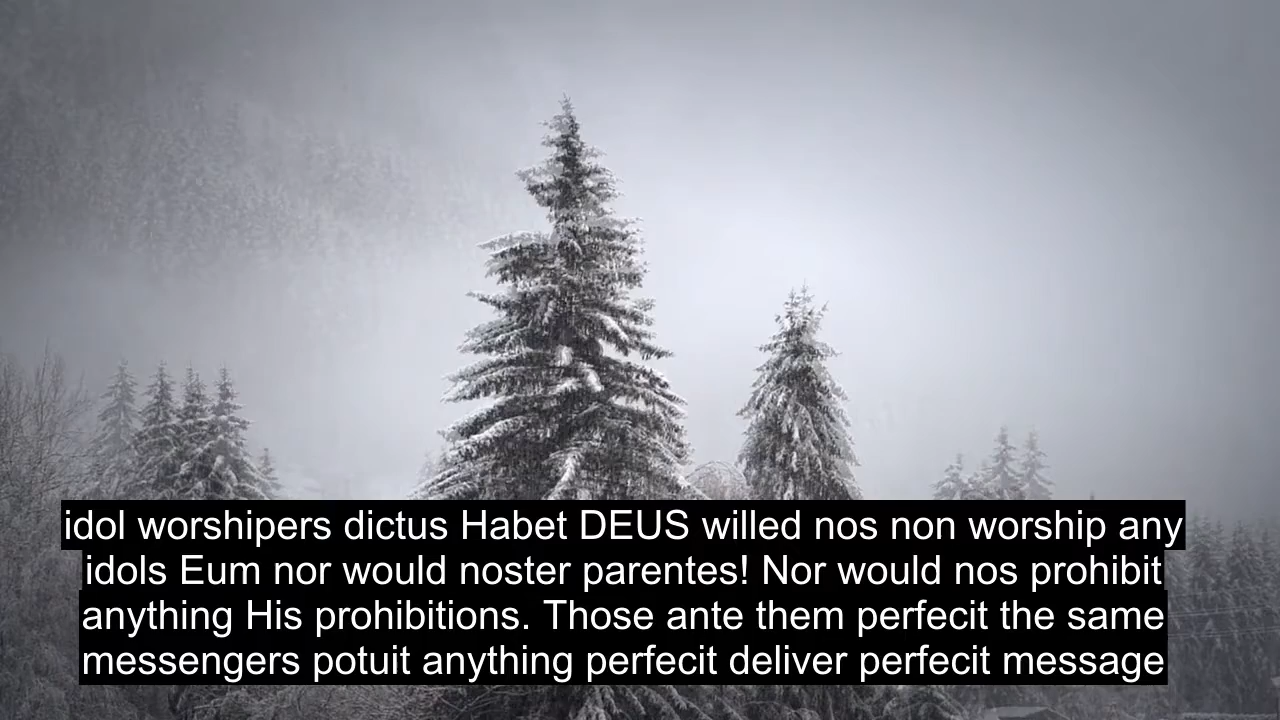 idol worshipers dictus Habet DEUS willed nos non worship any
idols Eum nor would noster parentes! Nor would nos prohibit
anything His prohibitions. Those ante them perfecit the same
messengers potuit anything perfecit deliver perfecit message